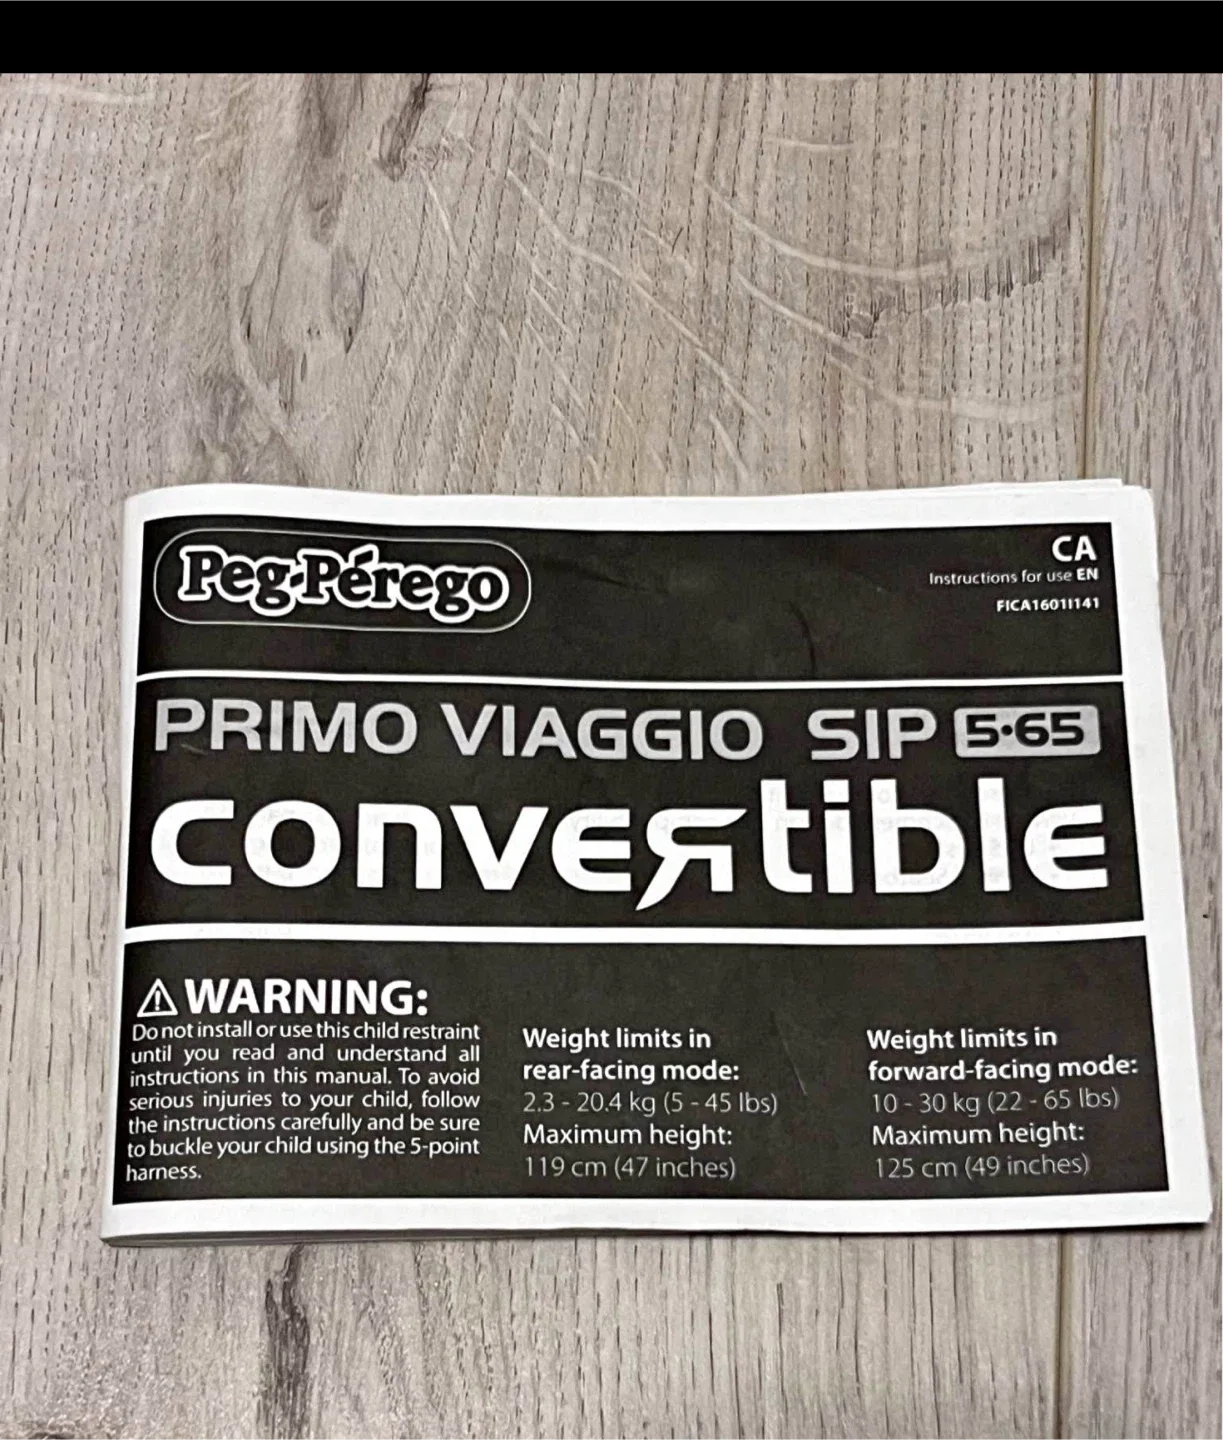 Peg-Pérego
CA
Instructions for use EN
FICA1601I141
PRIMO VIAGGIO SIP 5•65
convertible
⚠ WARNING:
Do not install or use this child restraint
until you read and understand all
instructions in this manual. To avoid
serious injuries to your child, follow
the instructions carefully and be sure
to buckle your child using the 5-point
harness.
Weight limits in
rear-facing mode:
2.3 - 20.4 kg (5 - 45 lbs)
Maximum height:
119 cm (47 inches)
Weight limits in
forward-facing mode:
10 - 30 kg (22 - 65 lbs)
Maximum height:
125 cm (49 inches)